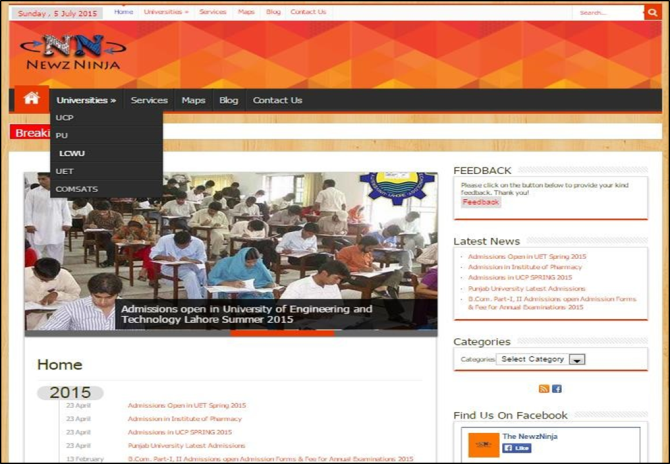 Sunday , 5 July 2015
Home Universities » Services Maps Blog Contact Us
Search...
NN
NEWZ NINJA
Universities » Services Maps Blog Contact Us
UCP
PU
LCWU
UET
COMSATS
Breaki
Admissions open in University of Engineering and
Technology Lahore Summer 2015
Home
2015
23 April Admissions Open in UET Spring 2015
23 April Admission in Institute of Pharmacy
23 April Admissions in UCP SPRING 2015
23 April Punjab University Latest Admissions
13 February B.Com. Part-I, II Admissions open Admission Forms & Fee for Annual Examinations 2015
FEEDBACK
Please click on the button below to provide your kind
feedback. Thank you!
Feedback
Latest News
Admissions Open in UET Spring 2015
Admission in Institute of Pharmacy
Admissions in UCP SPRING 2015
Punjab University Latest Admissions
B.Com. Part-I, II Admissions open Admission Forms
& Fee for Annual Examinations 2015
Categories
Categories Select Category
Find Us On Facebook
The NewzNinja
Like